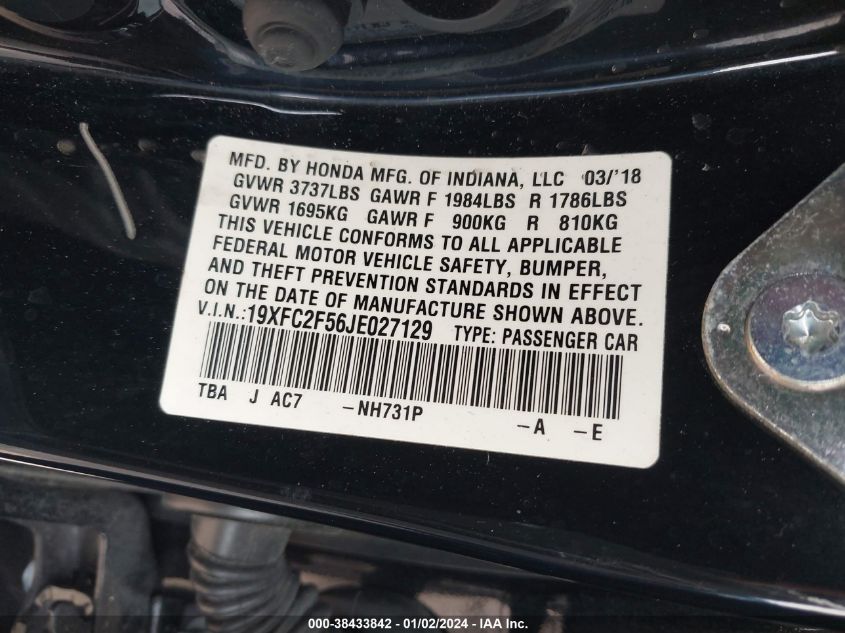 MFD. BY HONDA MFG. OF INDIANA, LLC 03/'18
GVWR 3737LBS GAWR F 1984LBS R 1786LBS
GVWR 1695KG GAWR F 900KG R 810KG
THIS VEHICLE CONFORMS TO ALL APPLICABLE
FEDERAL MOTOR VEHICLE SAFETY, BUMPER,
AND THEFT PREVENTION STANDARDS IN EFFECT
ON THE DATE OF MANUFACTURE SHOWN ABOVE.
V.I.N.:19XFC2F56JE027129 TYPE: PASSENGER CAR
TBA J AC7 -NH731P -A -E
000-38433842 - 01/02/2024 - IAA Inc.